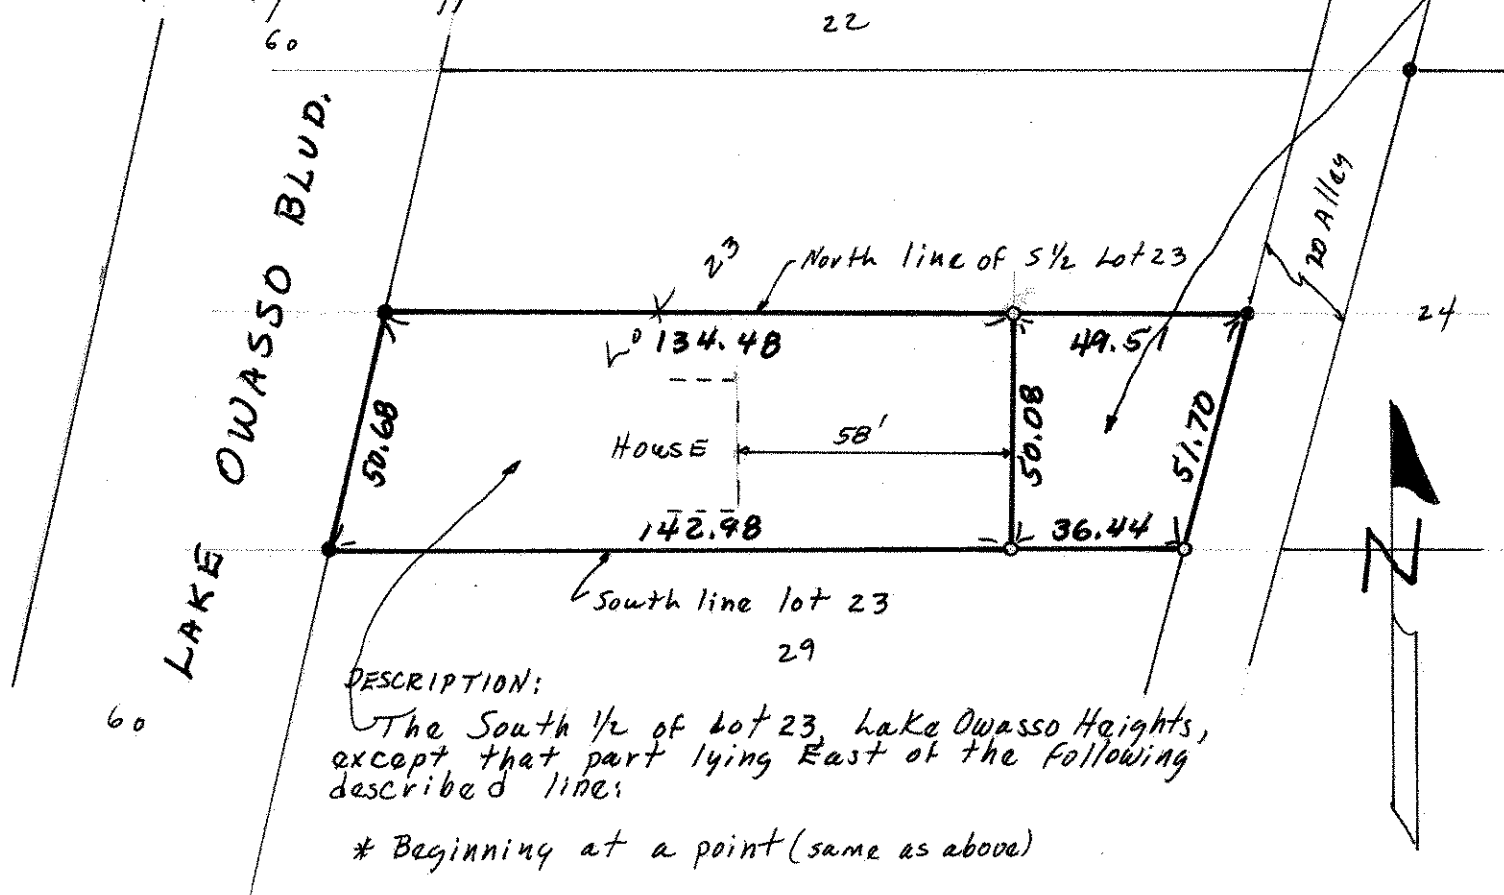 22
60
LAKE OWASSO BLVD.
20 Alley
23
North line of S ½ Lot 23
24
134.48
49.51
50.68
HOUSE
58'
50.08
51.70
142.98
36.44
N
South line lot 23
29
DESCRIPTION:
The South ½ of Lot 23, Lake Owasso Heights,
except that part lying East of the following
described line:
60
* Beginning at a point (same as above)